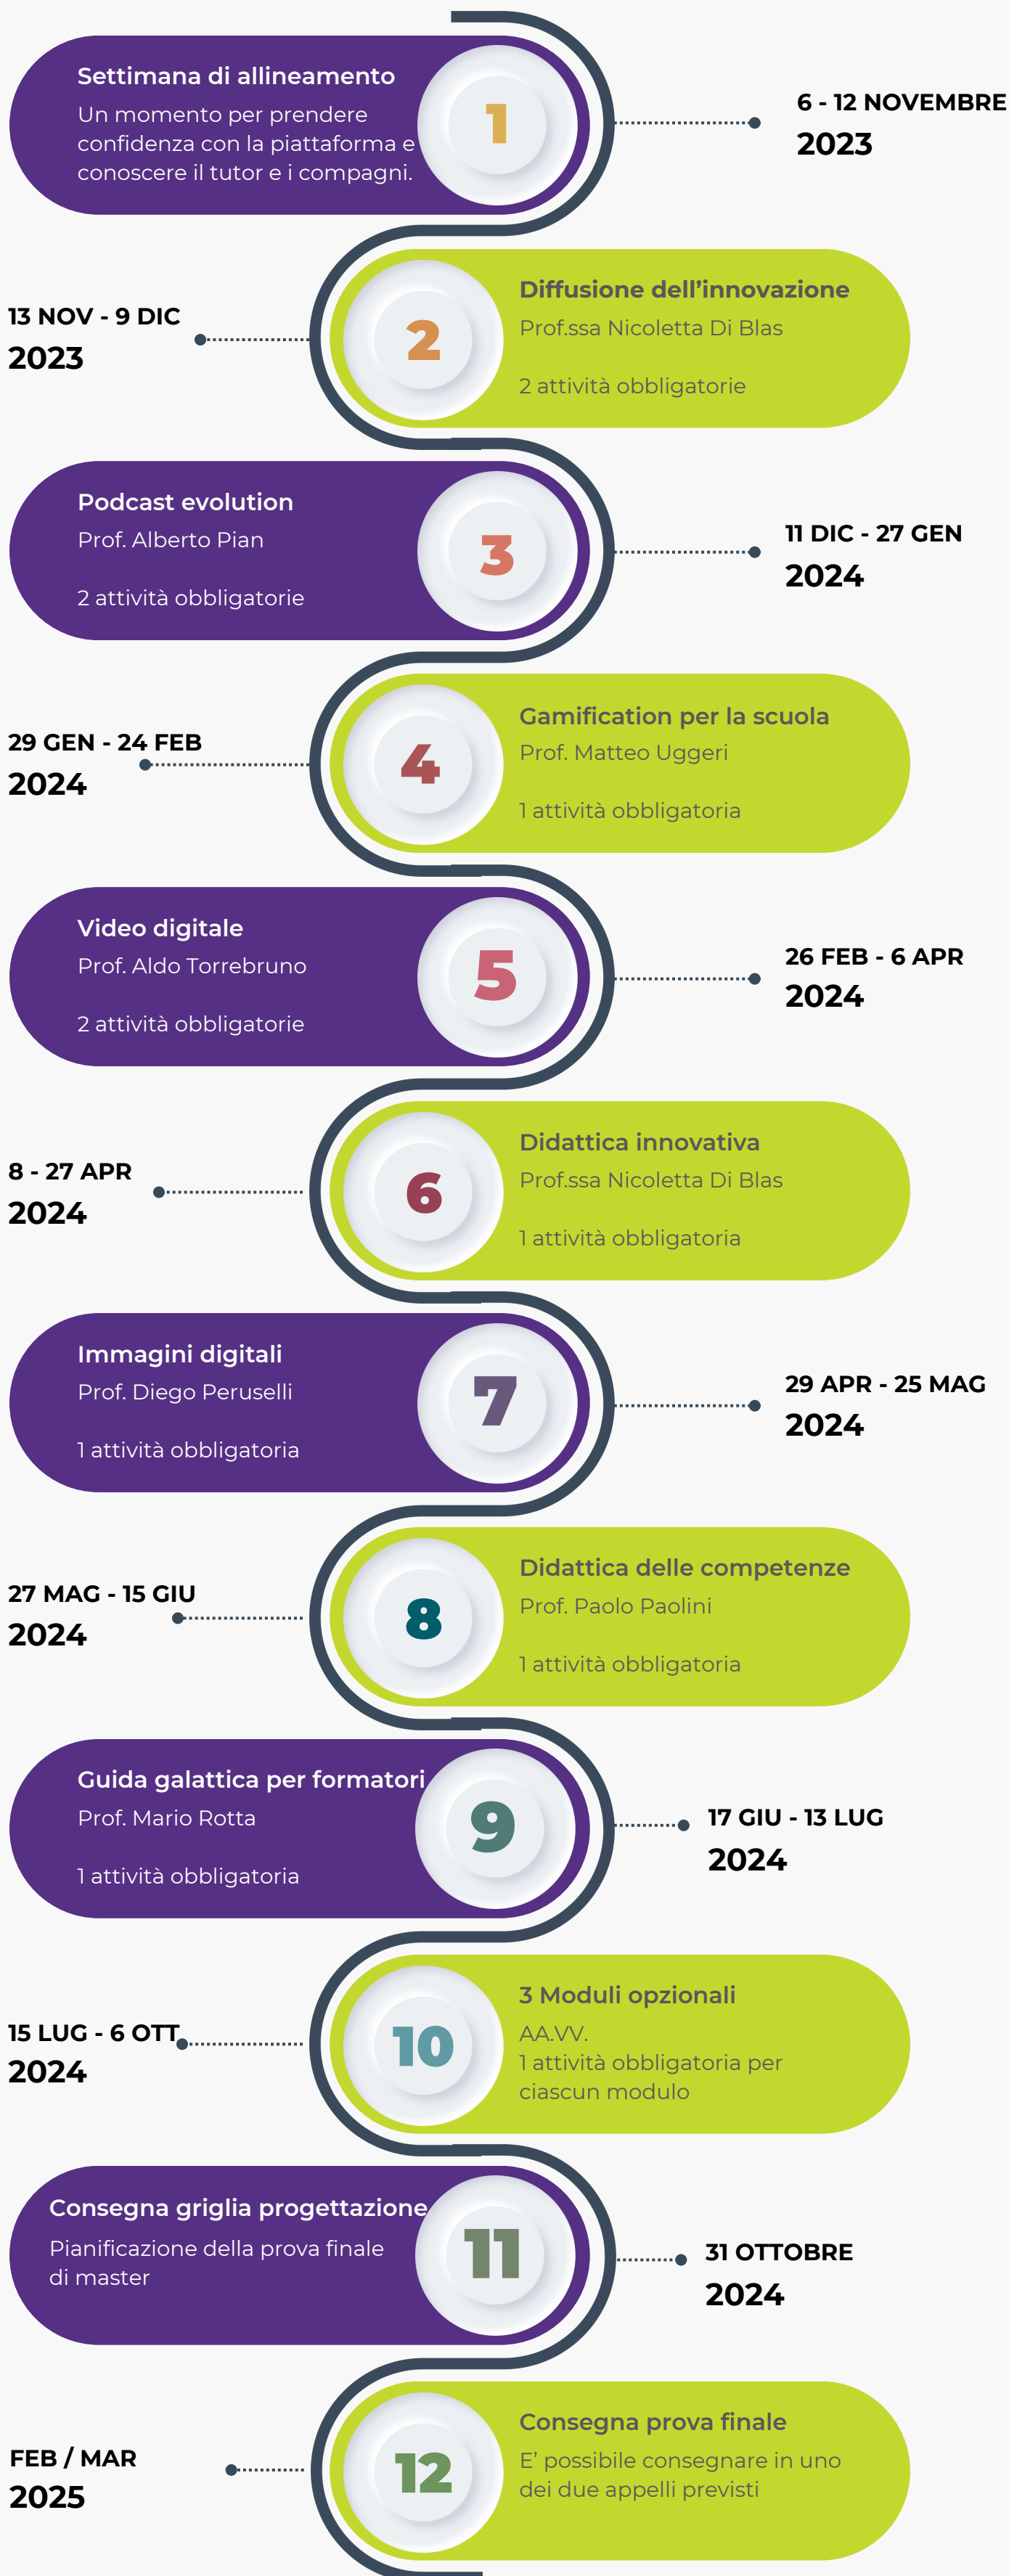 Settimana di allineamento
Un momento per prendere
confidenza con la piattaforma e
conoscere il tutor e i compagni.
1
6 - 12 NOVEMBRE
2023
13 NOV - 9 DIC
2023
2
Diffusione dell’innovazione
Prof.ssa Nicoletta Di Blas
2 attività obbligatorie
Podcast evolution
Prof. Alberto Pian
2 attività obbligatorie
3
11 DIC - 27 GEN
2024
29 GEN - 24 FEB
2024
4
Gamification per la scuola
Prof. Matteo Uggeri
1 attività obbligatoria
Video digitale
Prof. Aldo Torrebruno
2 attività obbligatorie
5
26 FEB - 6 APR
2024
8 - 27 APR
2024
6
Didattica innovativa
Prof.ssa Nicoletta Di Blas
1 attività obbligatoria
Immagini digitali
Prof. Diego Peruselli
1 attività obbligatoria
7
29 APR - 25 MAG
2024
27 MAG - 15 GIU
2024
8
Didattica delle competenze
Prof. Paolo Paolini
1 attività obbligatoria
Guida galattica per formatori
Prof. Mario Rotta
1 attività obbligatoria
9
17 GIU - 13 LUG
2024
15 LUG - 6 OTT
2024
10
3 Moduli opzionali
AA.VV.
1 attività obbligatoria per
ciascun modulo
Consegna griglia progettazione
Pianificazione della prova finale
di master
11
31 OTTOBRE
2024
FEB / MAR
2025
12
Consegna prova finale
E’ possibile consegnare in uno
dei due appelli previsti